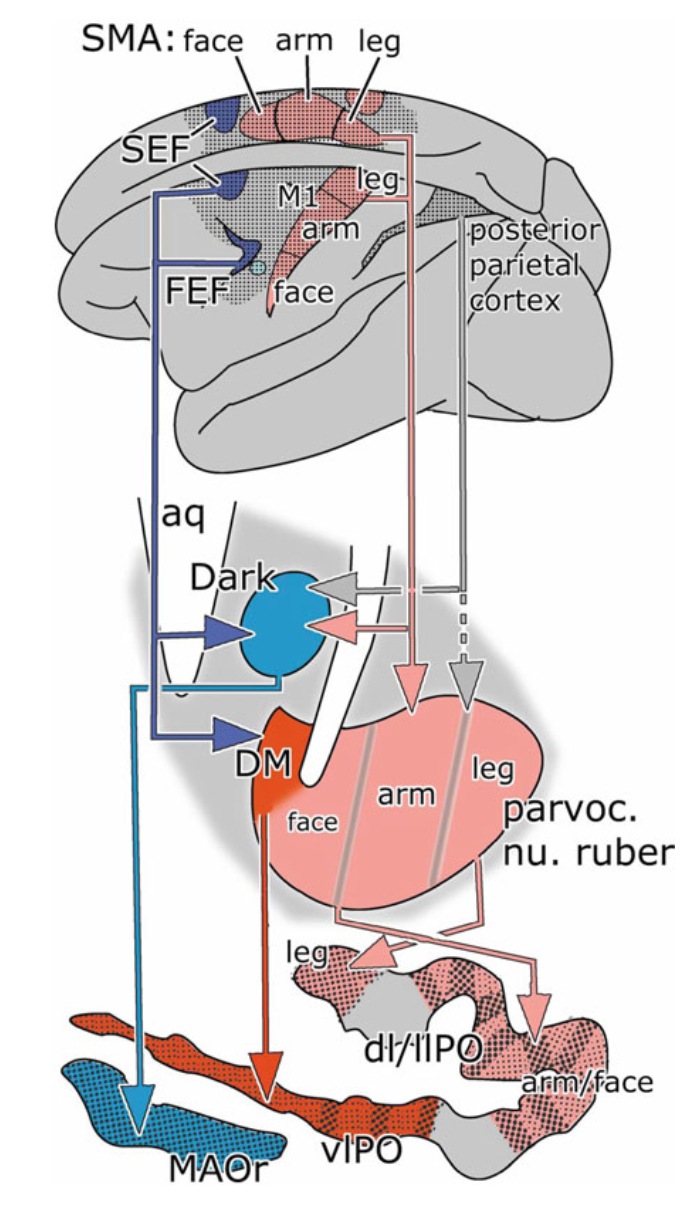 SMA: face arm leg
SEF
leg
M1
arm
posterior
parietal
cortex
FEF
face
aq
Dark
DM
leg
arm
face
parvoc.
nu. ruber
leg
dl/llPO
arm/face
vlPO
MAOr